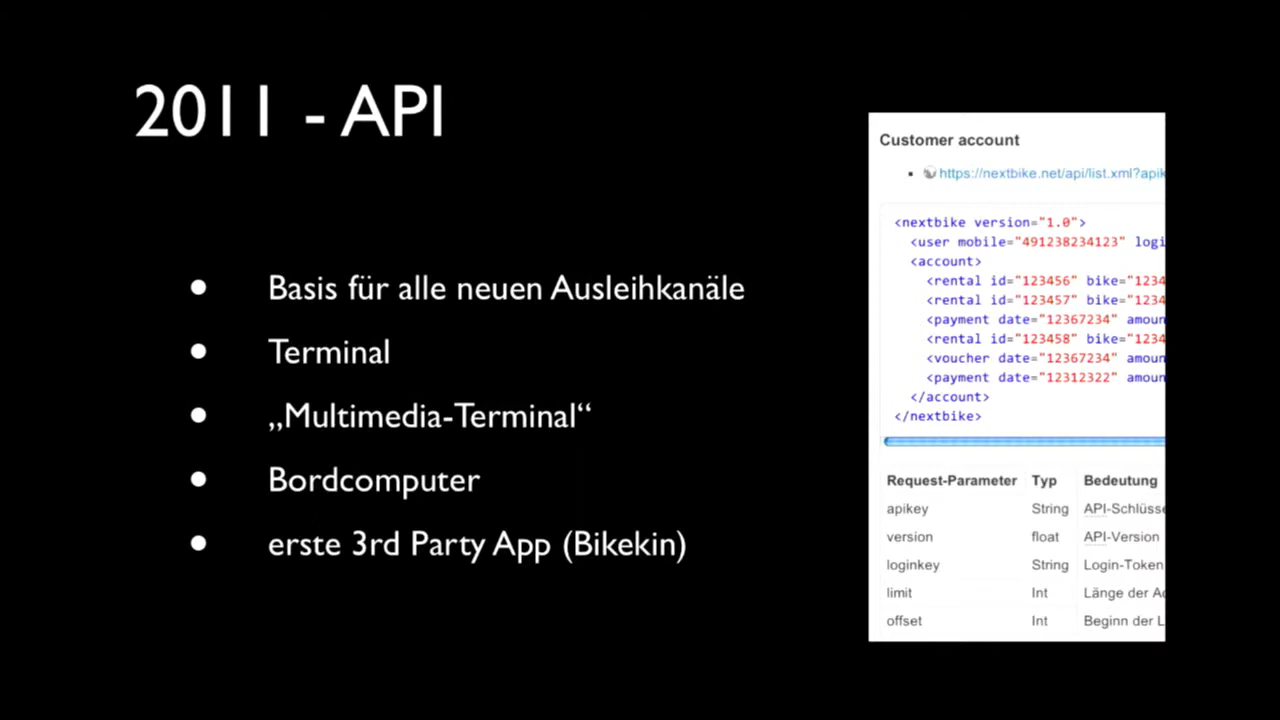 2011 - API
Basis für alle neuen Ausleihkanäle
Terminal
„Multimedia-Terminal“
Bordcomputer
erste 3rd Party App (Bikekin)
Customer account
https://nextbike.net/api/list.xml?apik
<nextbike version="1.0">
<user mobile="491238234123" logi
<account>
<rental id="123456" bike="1234
<rental id="123457" bike="1234
<payment date="12367234" amoun
<rental id="123458" bike="1234
<voucher date="12367234" amoun
<payment date="12312322" amoun
</account>
</nextbike>
Request-Parameter Typ Bedeutung
apikey String API-Schlüsse
version float API-Version
loginkey String Login-Token
limit Int Länge der
offset Int Beginn der L